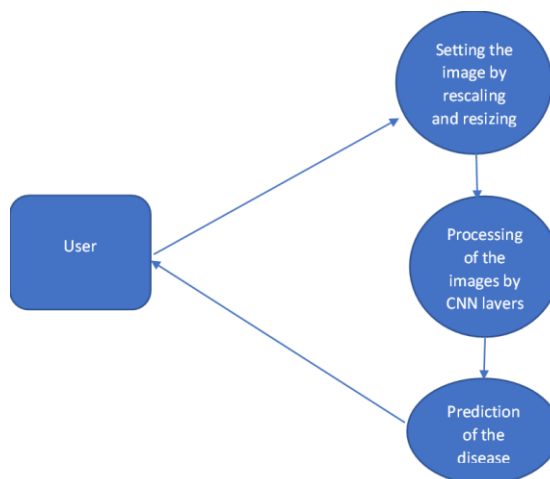 Setting the
image by
rescaling
and resizing
User
Processing
of the
images by
CNN layers
Prediction
of the
disease